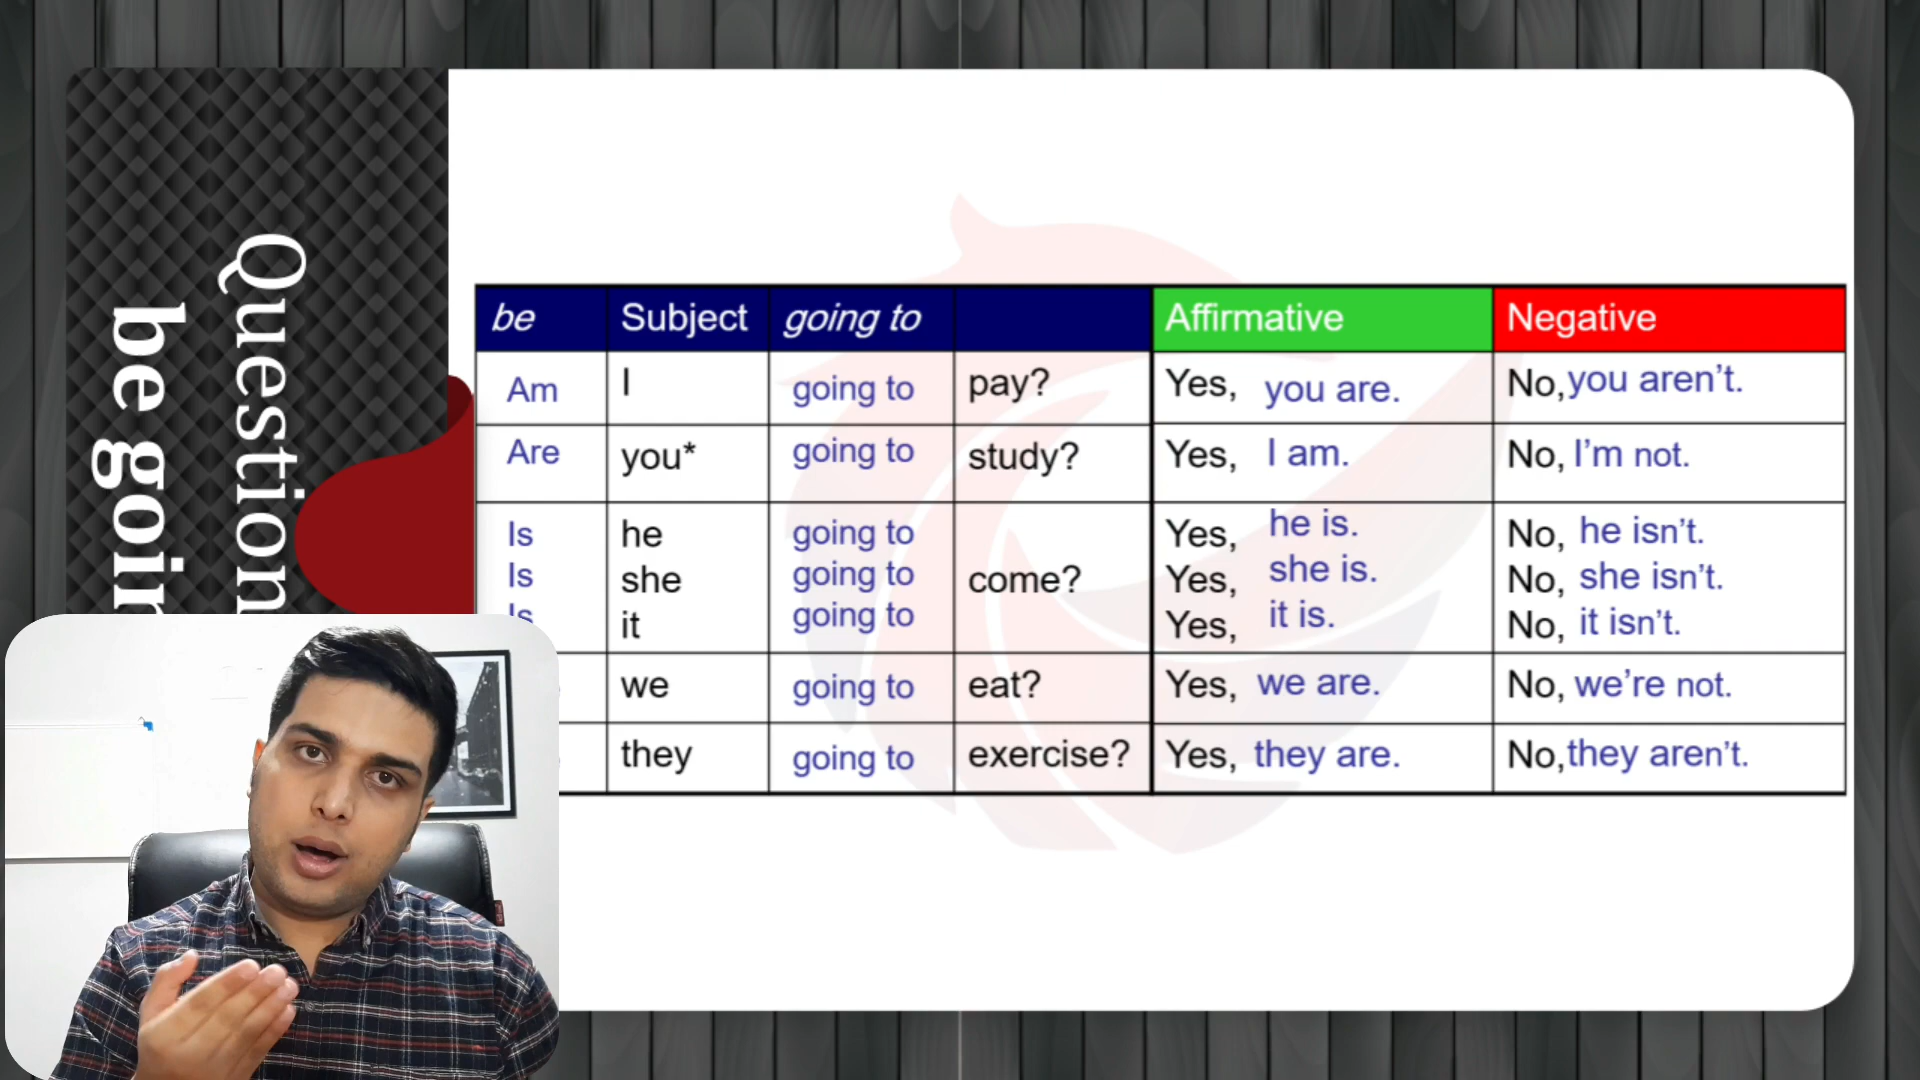 Question
be goin
be Subject going to Affirmative Negative
Am I going to pay? Yes, you are. No, you aren't.
Are you* going to study? Yes, I am. No, I'm not.
Is he going to Yes, he is. No, he isn't.
Is she going to come? Yes, she is. No, she isn't.
Is it going to Yes, it is. No, it isn't.
we going to eat? Yes, we are. No, we're not.
they going to exercise? Yes, they are. No, they aren't.